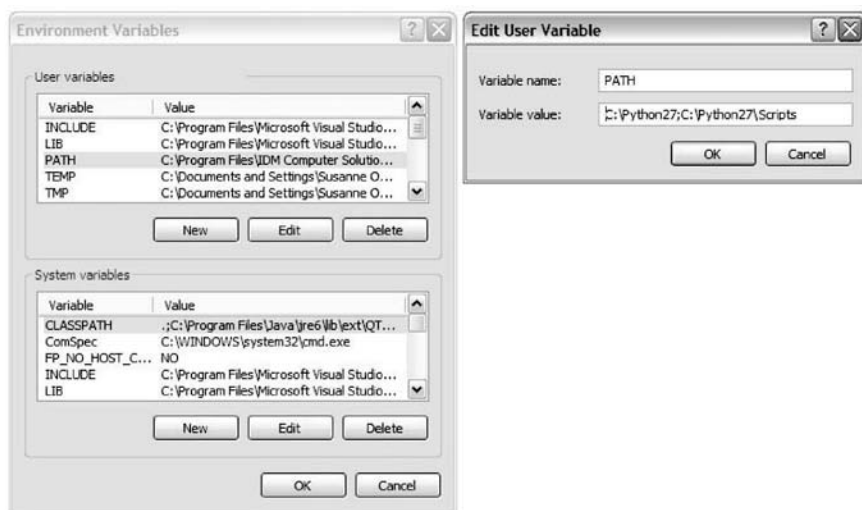 Environment Variables
User variables
Variable Value
INCLUDE C:\Program Files\Microsoft Visual Studio...
LIB C:\Program Files\Microsoft Visual Studio...
PATH C:\Program Files\IDM Computer Solutio...
TEMP C:\Documents and Settings\Susanne O...
TMP C:\Documents and Settings\Susanne O...
New Edit Delete
System variables
Variable Value
CLASSPATH .;C:\Program Files\Java\jre6\lib\ext\QT...
ComSpec C:\WINDOWS\system32\cmd.exe
FP_NO_HOST_C... NO
INCLUDE C:\Program Files\Microsoft Visual Studio...
LIB C:\Program Files\Microsoft Visual Studio...
New Edit Delete
OK Cancel
Edit User Variable
Variable name: PATH
Variable value: C:\Python27;C:\Python27\Scripts
OK Cancel